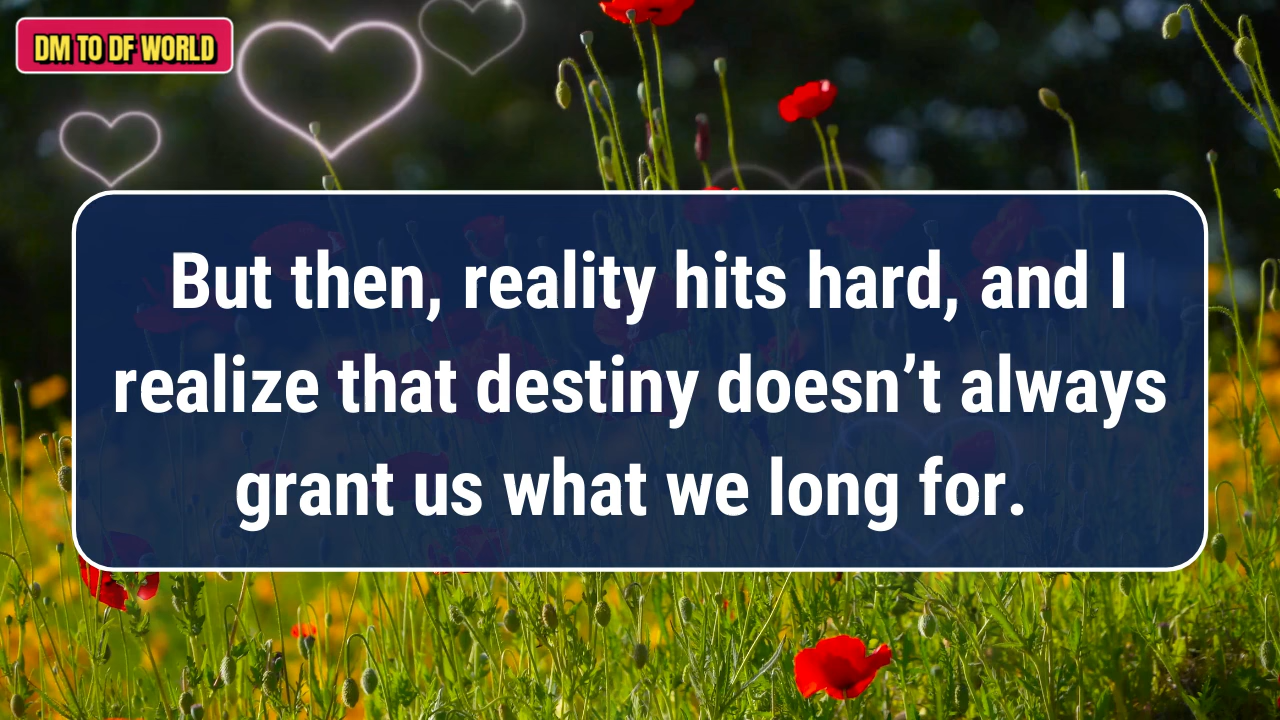 DM TO DF WORLD
But then, reality hits hard, and I
realize that destiny doesn’t always
grant us what we long for.